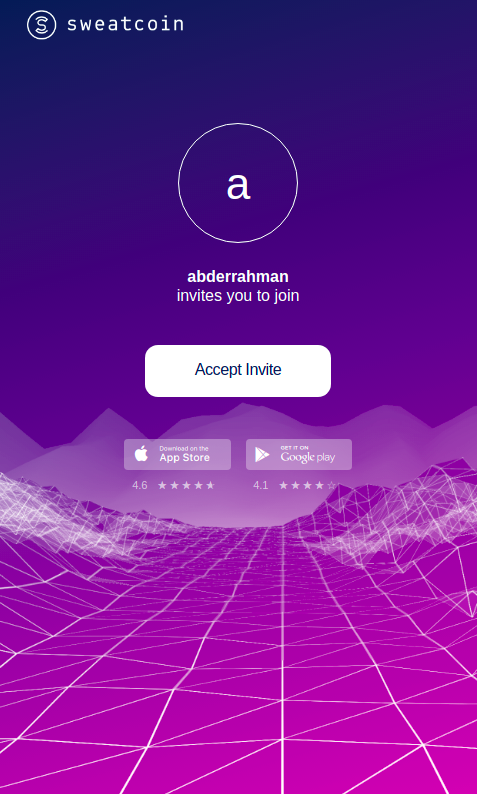 sweatcoin
a
abderrahman
invites you to join
Accept Invite
Download on the
App Store
GET IT ON
Google play
4.6 ★★★★★
4.1 ★★★★☆